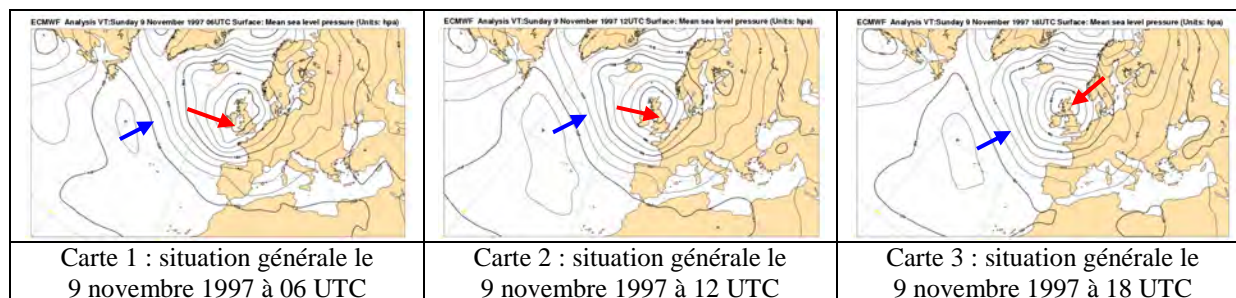 ECMWF Analysis VT:Sunday 9 November 1997 06UTC Surface: Mean sea level pressure (Units: hpa)
ECMWF Analysis VT:Sunday 9 November 1997 12UTC Surface: Mean sea level pressure (Units: hpa)
ECMWF Analysis VT:Sunday 9 November 1997 18UTC Surface: Mean sea level pressure (Units: hpa)
Carte 1 : situation générale le
9 novembre 1997 à 06 UTC
Carte 2 : situation générale le
9 novembre 1997 à 12 UTC
Carte 3 : situation générale le
9 novembre 1997 à 18 UTC